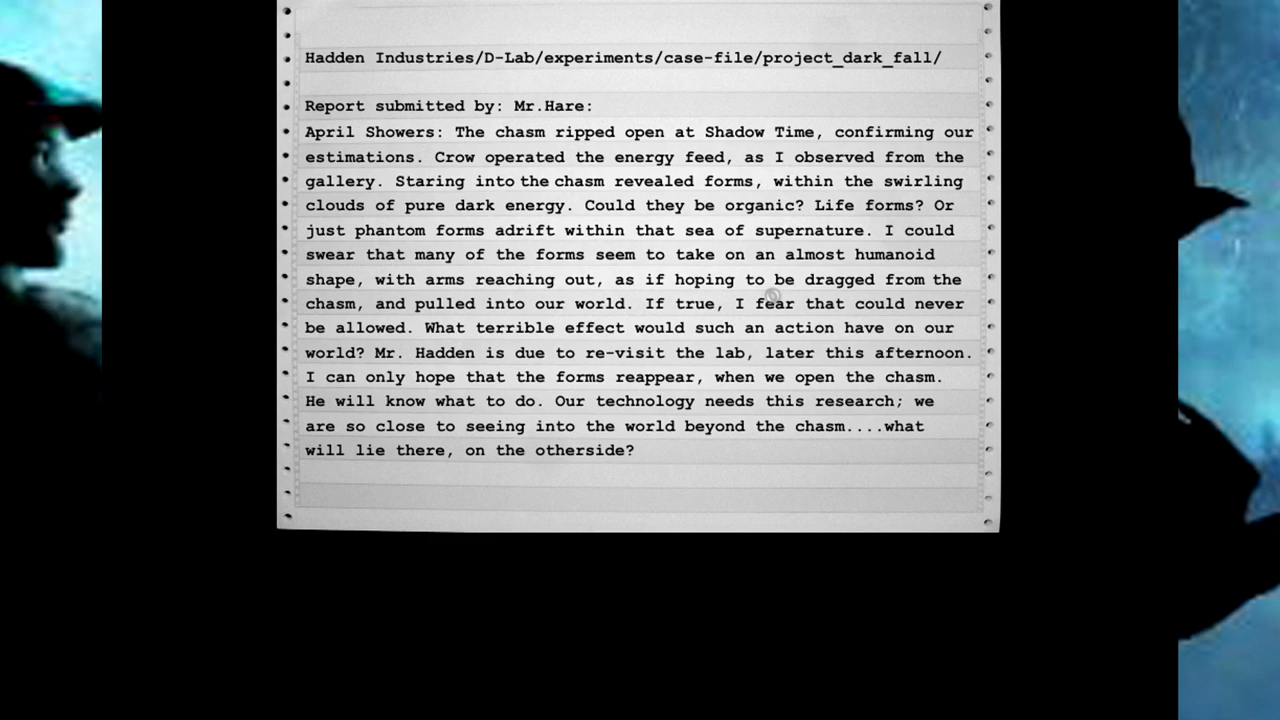 Hadden Industries/D-Lab/experiments/case-file/project_dark_fall/
Report submitted by: Mr.Hare:
April Showers: The chasm ripped open at Shadow Time, confirming our
estimations. Crow operated the energy feed, as I observed from the
gallery. Staring into the chasm revealed forms, within the swirling
clouds of pure dark energy. Could they be organic? Life forms? Or
just phantom forms adrift within that sea of supernature. I could
swear that many of the forms seem to take on an almost humanoid
shape, with arms reaching out, as if hoping to be dragged from the
chasm, and pulled into our world. If true, I fear that could never
be allowed. What terrible effect would such an action have on our
world? Mr. Hadden is due to re-visit the lab, later this afternoon.
I can only hope that the forms reappear, when we open the chasm.
He will know what to do. Our technology needs this research; we
are so close to seeing into the world beyond the chasm....what
will lie there, on the otherside?